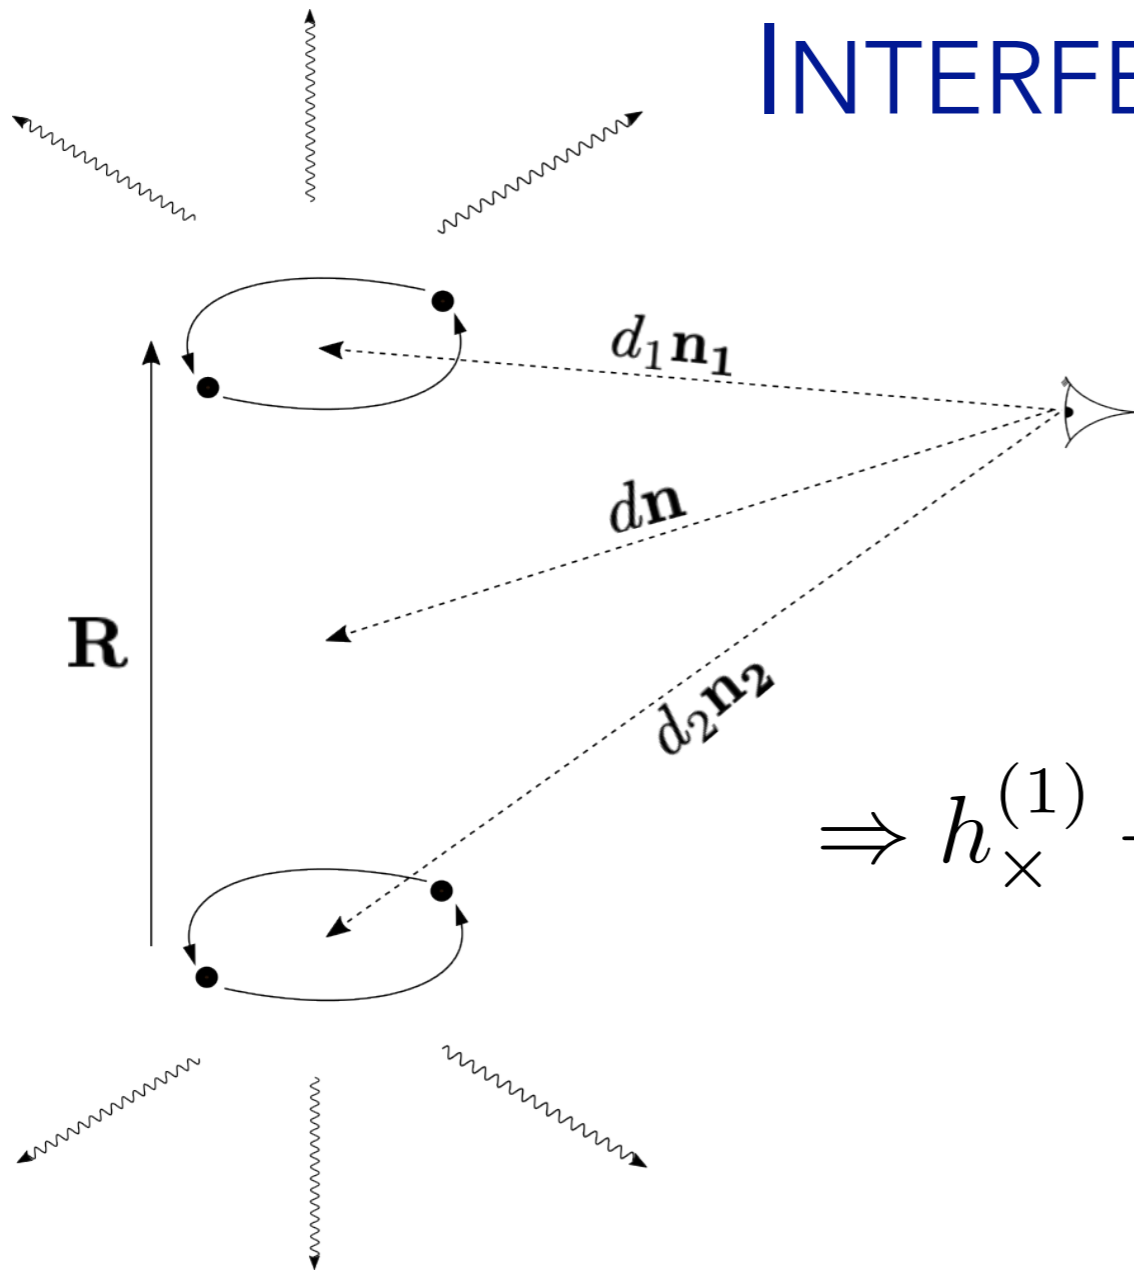 INTERFE
d₁n₁
dn
R
d₂n₂
⇒ h×⁽¹⁾